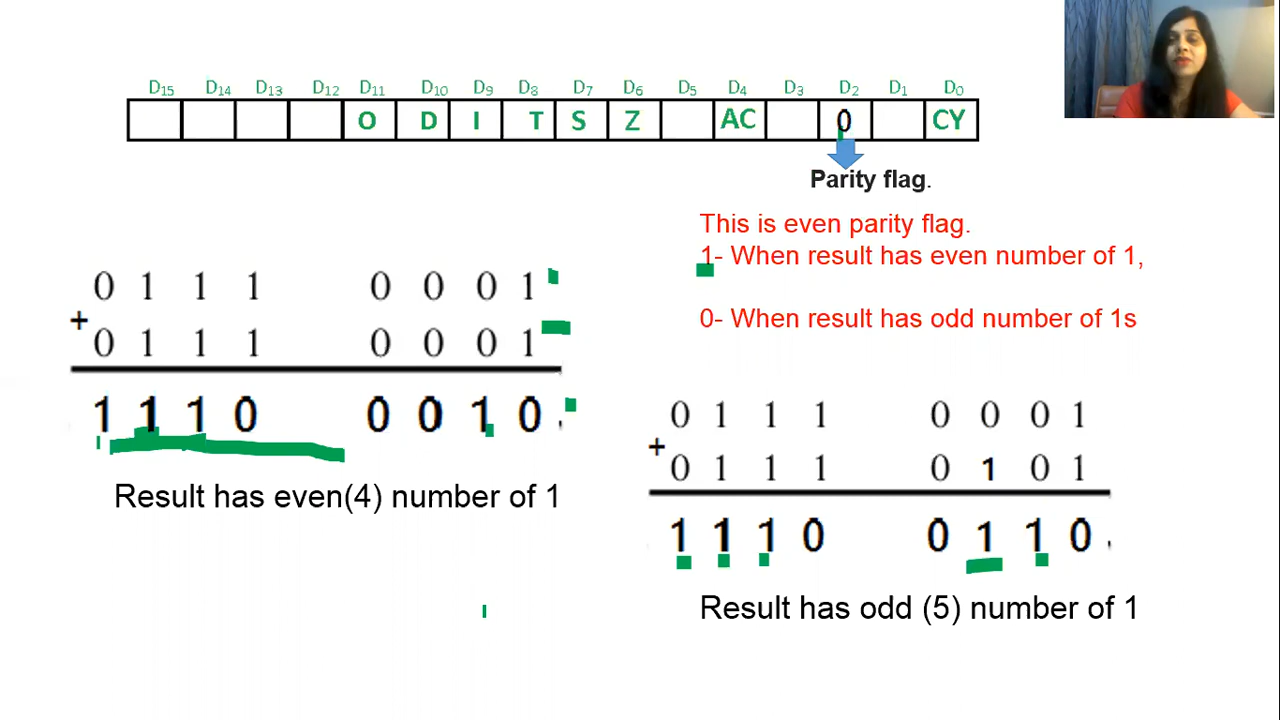 D15 D14 D13 D12 D11 D10 D9 D8 D7 D6 D5 D4 D3 D2 D1 D0
O D I T S Z AC 0 CY
Parity flag.
This is even parity flag.
1- When result has even number of 1,
0- When result has odd number of 1s
0 1 1 1 0 0 0 1
+
0 1 1 1 0 0 0 1
1 1 1 0 0 0 1 0 .
Result has even(4) number of 1
0 1 1 1 0 0 0 1
+
0 1 1 1 0 1 0 1
1 1 1 0 0 1 1 0 .
Result has odd (5) number of 1